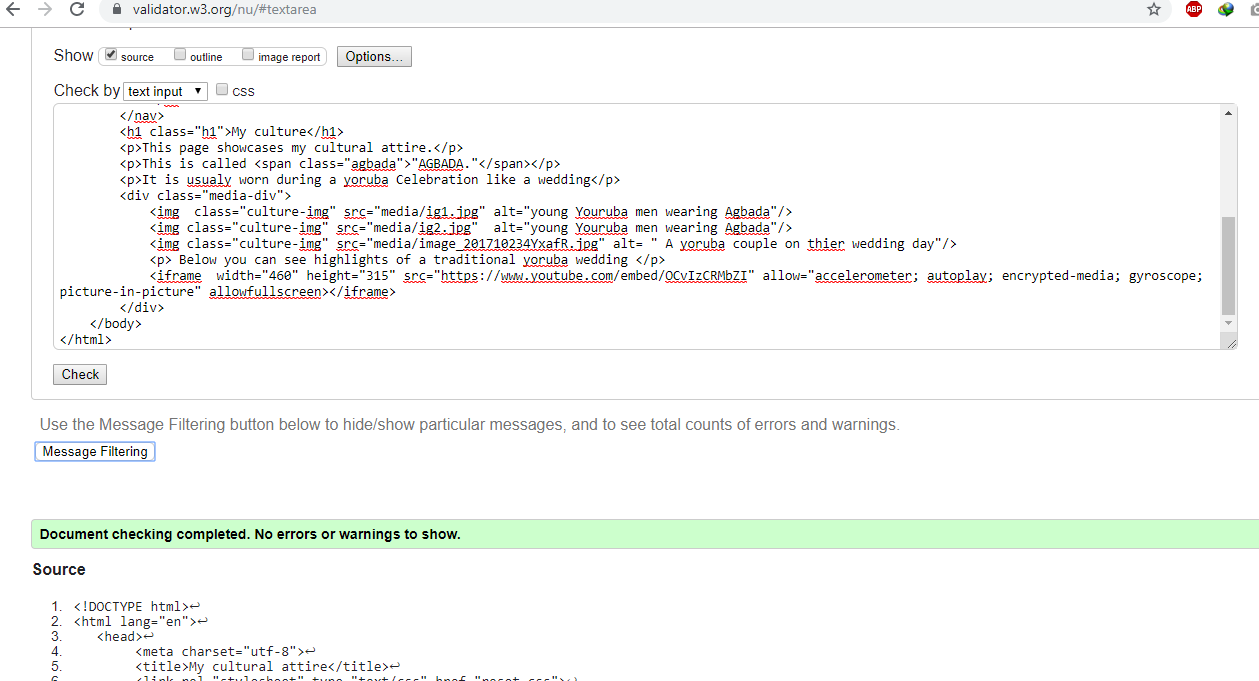 validator.w3.org/nu/#textarea
ABP
Show source outline image report Options...
Check by text input css
</nav>
<h1 class="h1">My culture</h1>
<p>This page showcases my cultural attire.</p>
<p>This is called <span class="agbada">"AGBADA."</span></p>
<p>It is usualy worn during a yoruba Celebration like a wedding</p>
<div class="media-div">
<img  class="culture-img" src="media/ig1.jpg" alt="young Youruba men wearing Agbada"/>
<img class="culture-img" src="media/ig2.jpg"  alt="young Youruba men wearing Agbada"/>
<img class="culture-img" src="media/image_201710234YxafR.jpg" alt= " A yoruba couple on thier wedding day"/>
<p> Below you can see highlights of a traditional yoruba wedding </p>
<iframe  width="460" height="315" src="https://www.youtube.com/embed/OCvIzCRMbZI" allow="accelerometer; autoplay; encrypted-media; gyroscope;
picture-in-picture" allowfullscreen></iframe>
</div>
</body>
</html>
Check
Use the Message Filtering button below to hide/show particular messages, and to see total counts of errors and warnings.
Message Filtering
Document checking completed. No errors or warnings to show.
Source
1. <!DOCTYPE html>↩
2. <html lang="en">↩
3. <head>↩
4. <meta charset="utf-8">↩
5. <title>My cultural attire</title>↩
6. <link rel="stylesheet" type="text/css" href="reset.css">↩